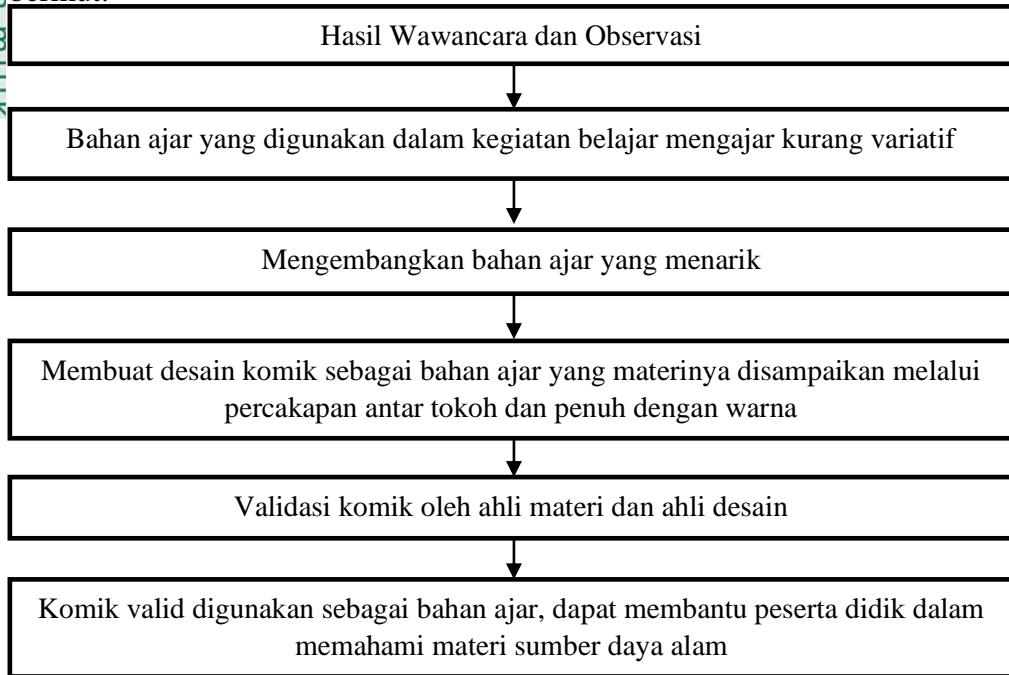 Hasil Wawancara dan Observasi
Bahan ajar yang digunakan dalam kegiatan belajar mengajar kurang variatif
Mengembangkan bahan ajar yang menarik
Membuat desain komik sebagai bahan ajar yang materinya disampaikan melalui
percakapan antar tokoh dan penuh dengan warna
Validasi komik oleh ahli materi dan ahli desain
Komik valid digunakan sebagai bahan ajar, dapat membantu peserta didik dalam
memahami materi sumber daya alam